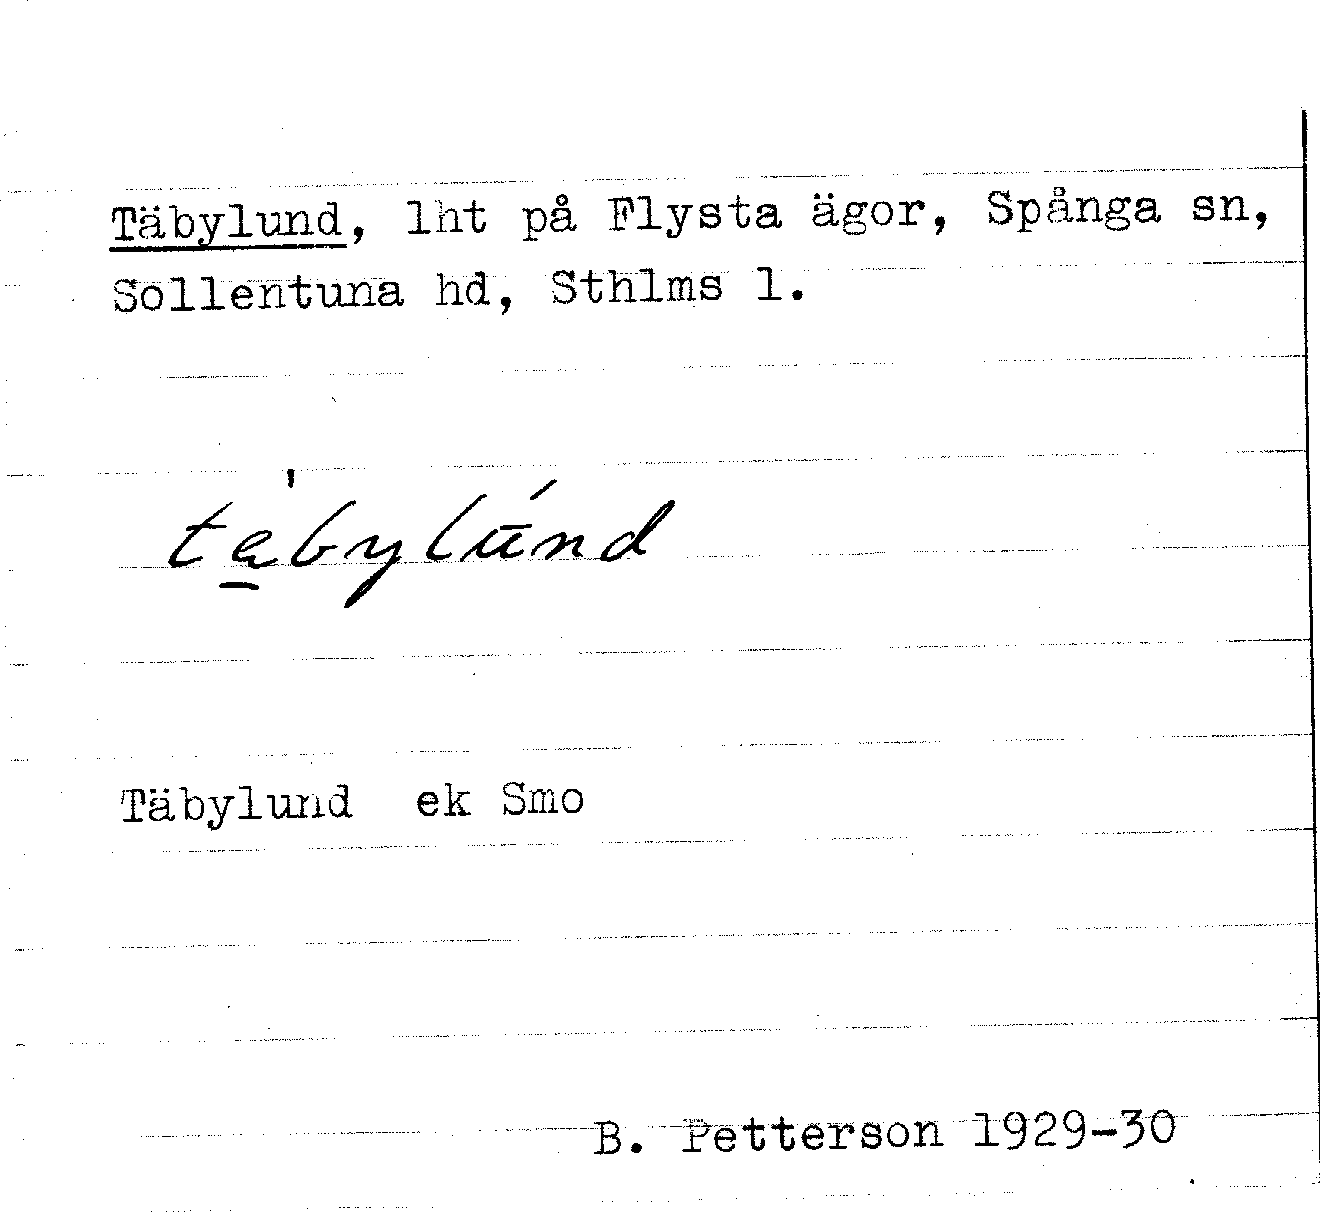 Täbylund, lht på Flysta ägor, Spånga sn,
Sollentuna hd, Sthlms l.
täbylund
Täbylund ek Smo
B. Petterson 1929-30